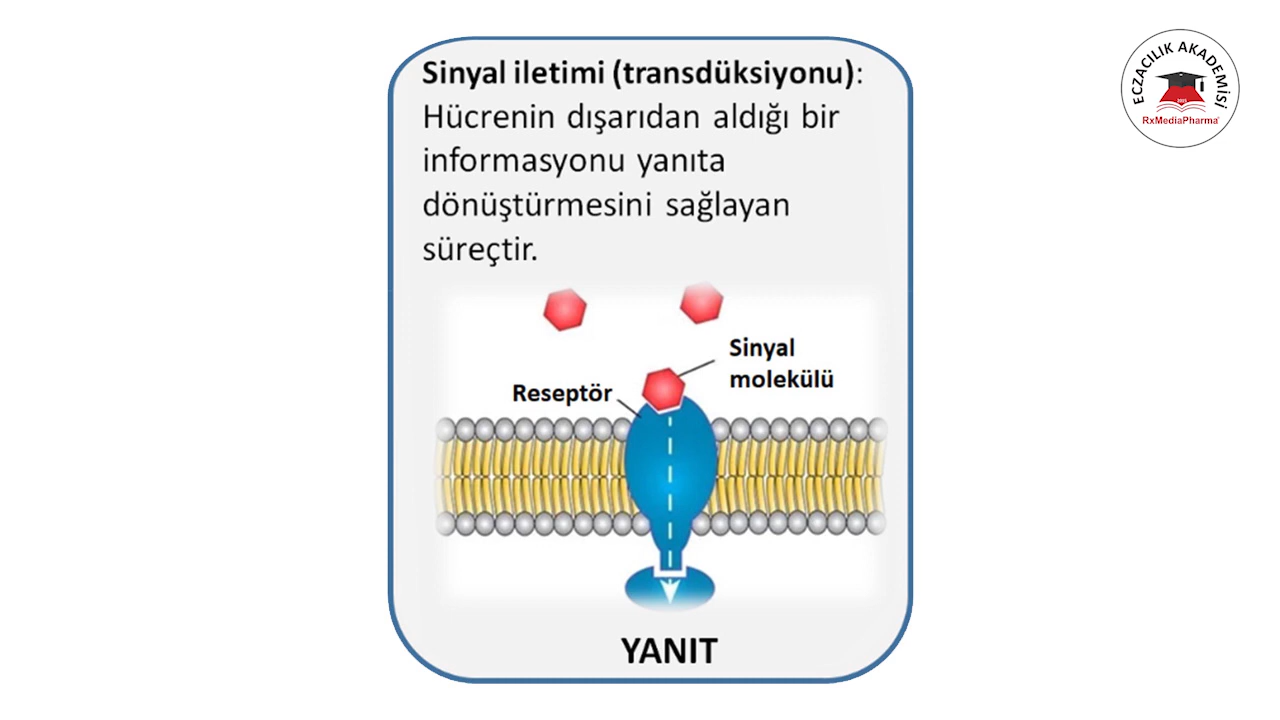 Sinyal iletimi (transdüksiyonu):
Hücrenin dışarıdan aldığı bir
informasyonu yanıta
dönüştürmesini sağlayan
süreçtir.
Sinyal
molekülü
Reseptör
YANIT
ECZACILIK AKADEMİSİ
RxMediaPharma